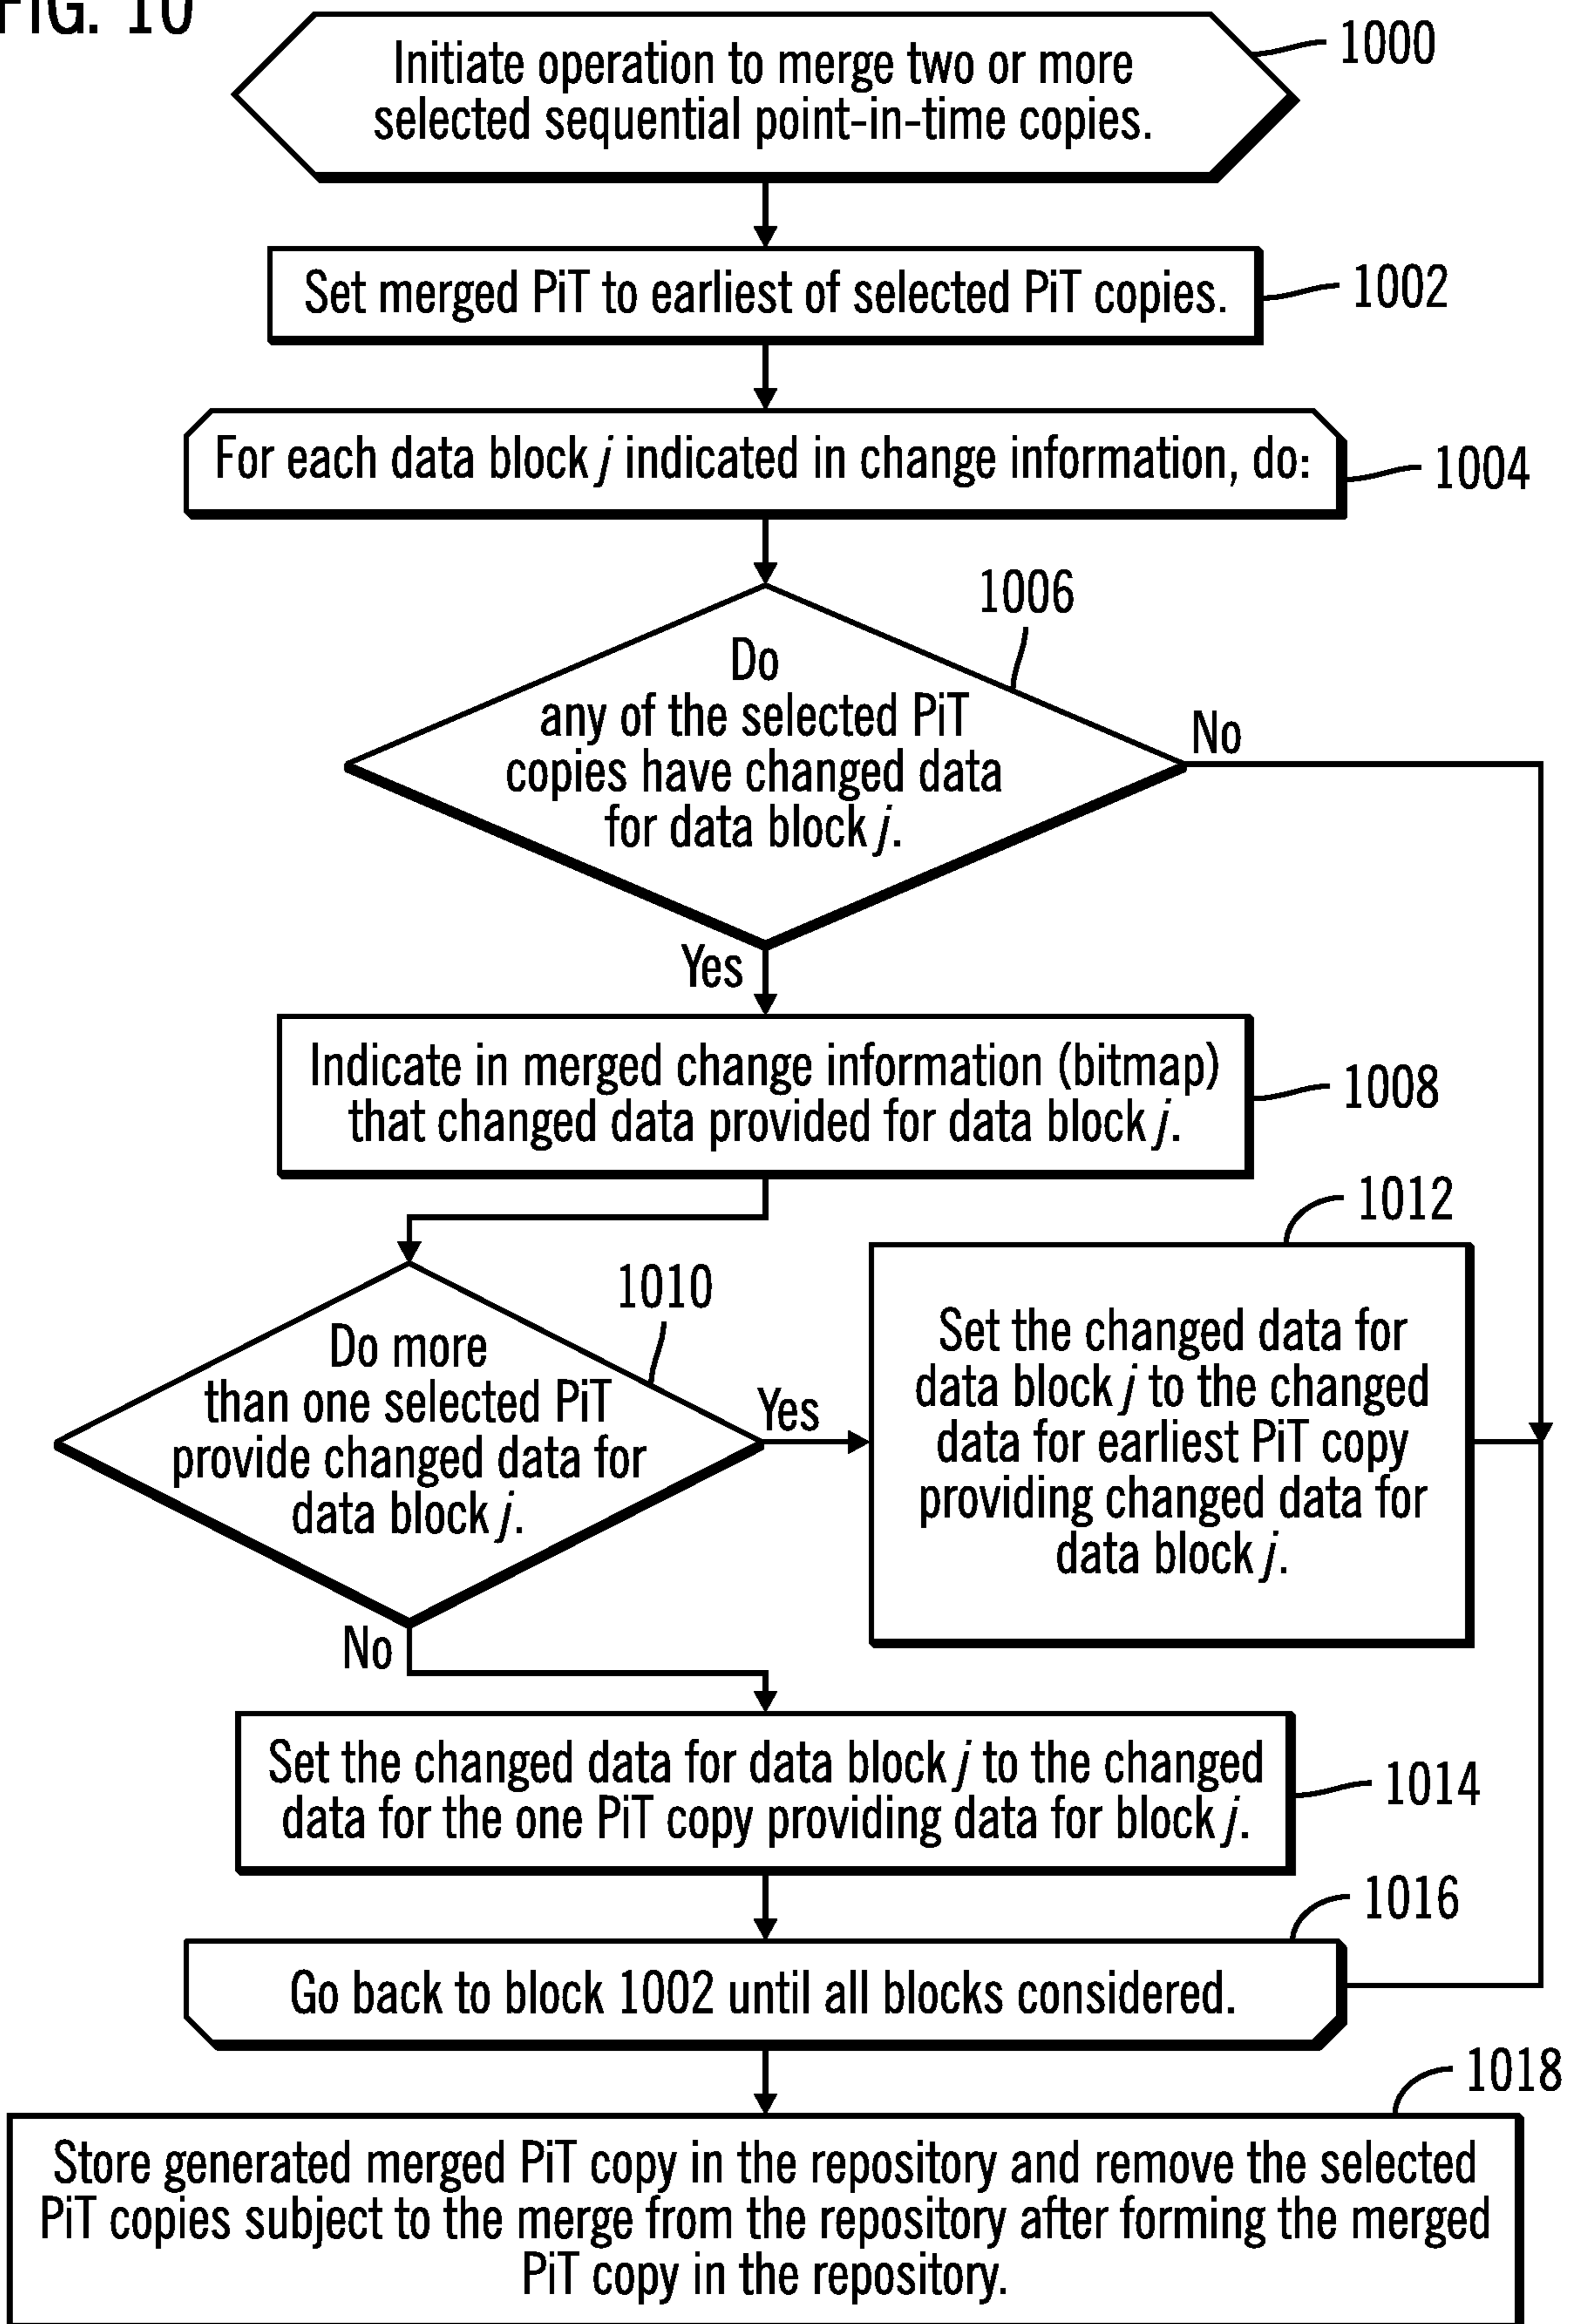 FIG. 10
Initiate operation to merge two or more
selected sequential point-in-time copies.
1000
Set merged PiT to earliest of selected PiT copies.
1002
For each data block j indicated in change information, do:
1004
1006
Do
any of the selected PiT
copies have changed data
for data block j.
No
Yes
Indicate in merged change information (bitmap)
that changed data provided for data block j.
1008
1010
Do more
than one selected PiT
provide changed data for
data block j.
Yes
No
1012
Set the changed data for
data block j to the changed
data for earliest PiT copy
providing changed data for
data block j.
Set the changed data for data block j to the changed
data for the one PiT copy providing data for block j.
1014
1016
Go back to block 1002 until all blocks considered.
1018
Store generated merged PiT copy in the repository and remove the selected
PiT copies subject to the merge from the repository after forming the merged
PiT copy in the repository.